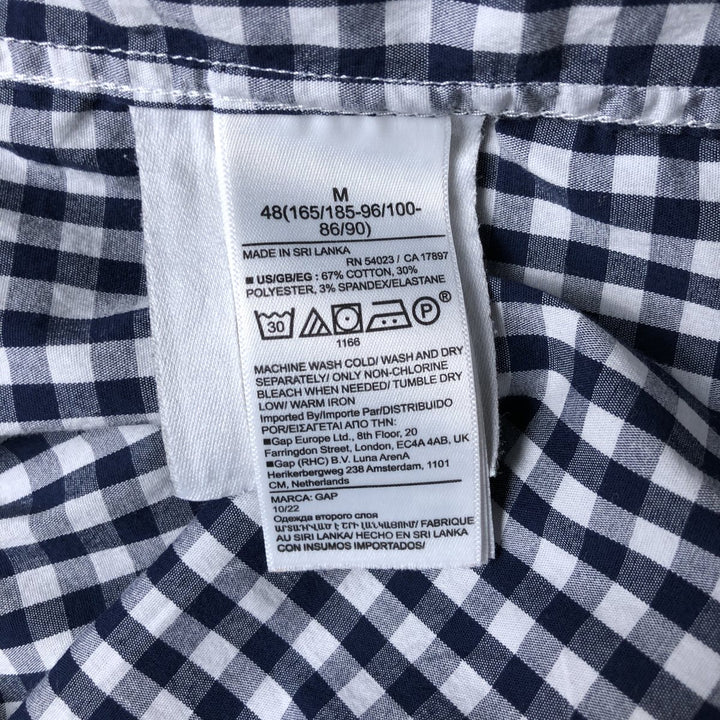 M
48(165/185-96/100-
86/90)
MADE IN SRI LANKA
RN 54023 / CA 17897
■ US/GB/EG : 67% COTTON, 30%
POLYESTER, 3% SPANDEX/ELASTANE
30 P ®
1166
MACHINE WASH COLD/ WASH AND DRY
SEPARATELY/ ONLY NON-CHLORINE
BLEACH WHEN NEEDED/ TUMBLE DRY
LOW/ WARM IRON
Imported By/Importe Par/DISTRIBUIDO
POR/ΕΙΣΑΓΕΤΑΙ ΑΠΟ ΤΗΝ:
■Gap Europe Ltd., 8th Floor, 20
Farringdon Street, London, EC4A 4AB, UK
■Gap (RHC) B.V. Luna ArenA
Herikerbergweg 238 Amsterdam, 1101
CM, Netherlands
MARCA: GAP
10/22
Одежда второго слоя
FABRIQUE
AU SRI LANKA/ HECHO EN SRI LANKA
CON INSUMOS IMPORTADOS/